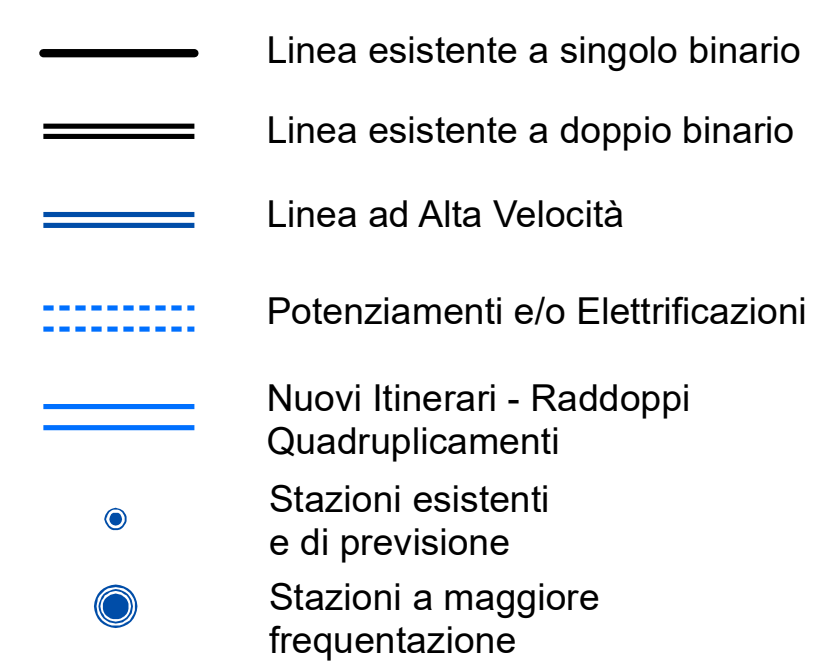 Linea esistente a singolo binario
Linea esistente a doppio binario
Linea ad Alta Velocità
Potenziamenti e/o Elettrificazioni
Nuovi Itinerari - Raddoppi
Quadruplicamenti
Stazioni esistenti
e di previsione
Stazioni a maggiore
frequentazione